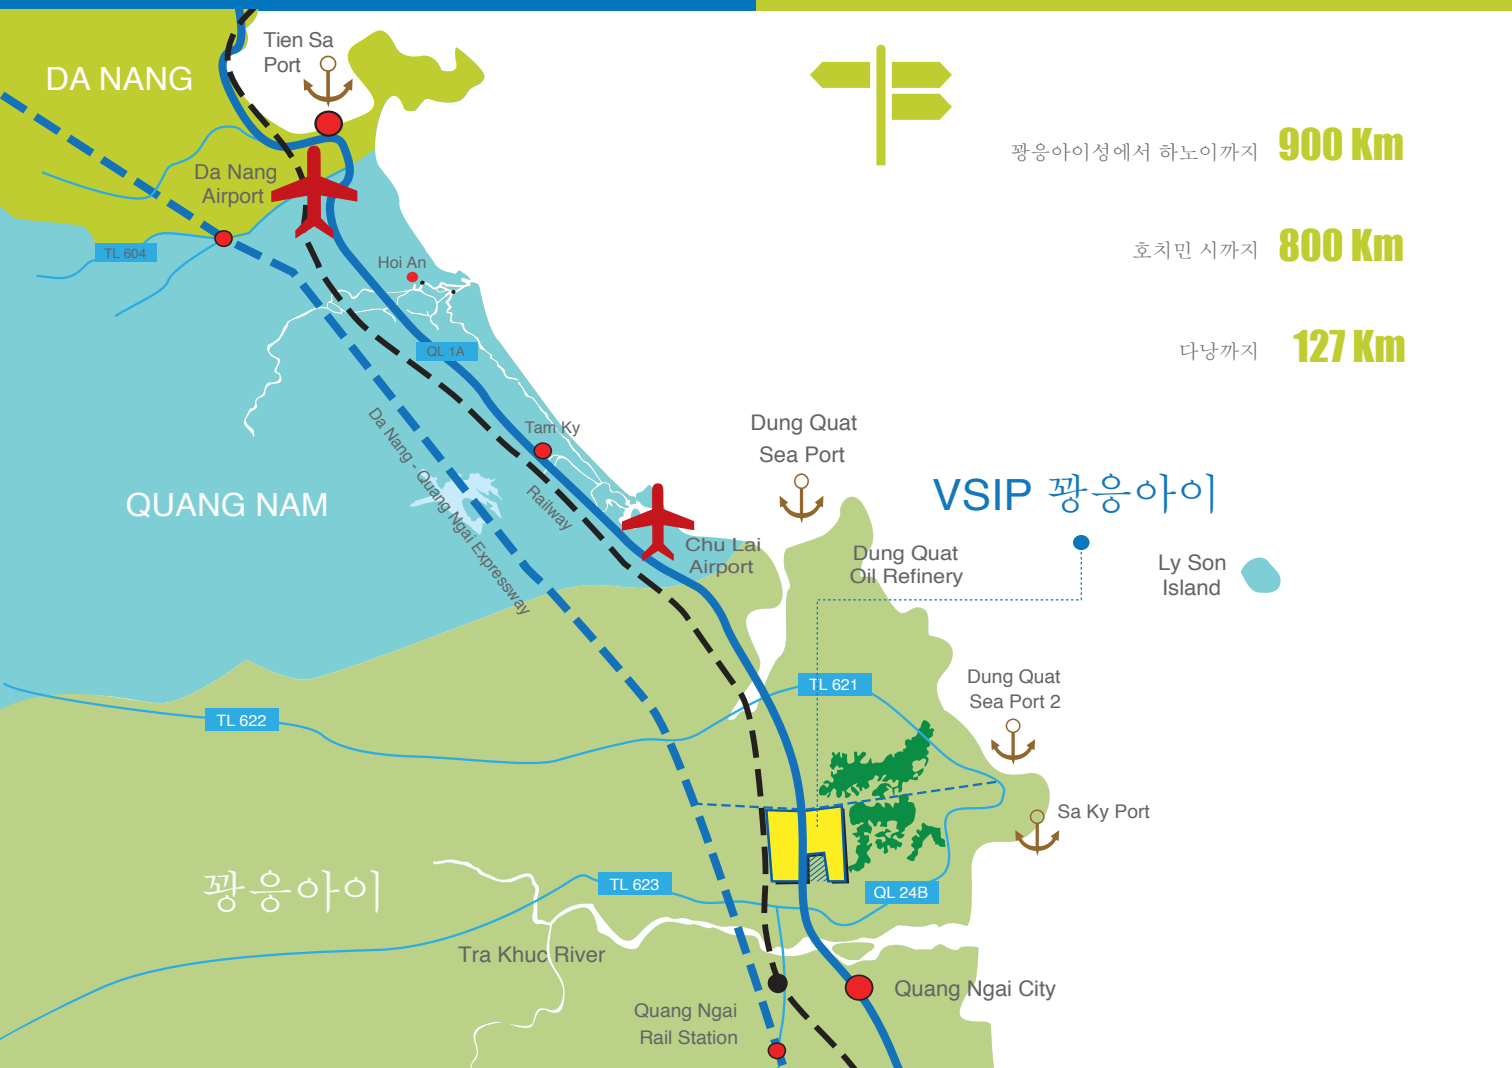 Tien Sa
Port
DA NANG
꽝응아이성에서 하노이까지 900 Km
Da Nang
Airport
호치민 시까지 800 Km
TL 604
Hoi An
다낭까지 127 Km
QL 1A
Da Nang - Quang Ngai Expressway
Railway
Tam Ky
Dung Quat
Sea Port
QUANG NAM
VSIP 꽝응아이
Chu Lai
Airport
Dung Quat
Oil Refinery
Ly Son
Island
Dung Quat
Sea Port 2
TL 621
TL 622
Sa Ky Port
꽝응아이
TL 623
QL 24B
Tra Khuc River
Quang Ngai City
Quang Ngai
Rail Station